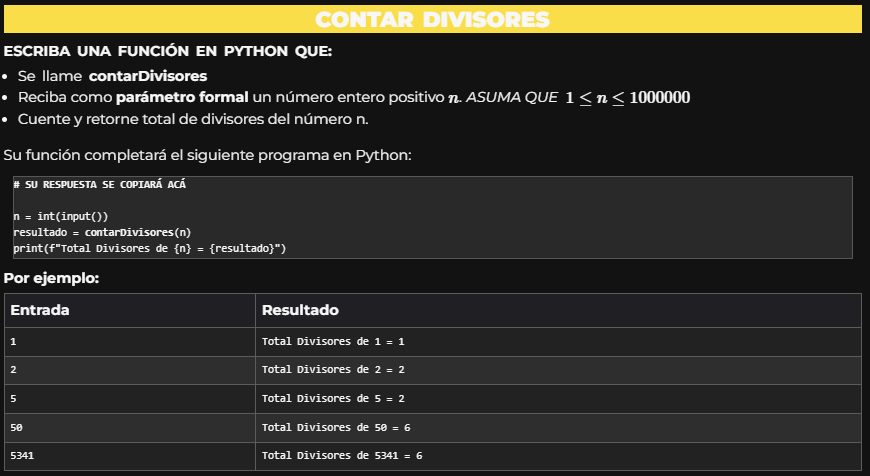 CONTAR DIVISORES
ESCRIBA UNA FUNCIÓN EN PYTHON QUE:
• Se llame contarDivisores
• Reciba como parámetro formal un número entero positivo n. ASUMA QUE 1 ≤ n ≤ 1000000
• Cuente y retorne total de divisores del número n.
Su función completará el siguiente programa en Python:
# SU RESPUESTA SE COPIARÁ ACÁ
n = int(input())
resultado = contarDivisores(n)
print(f"Total Divisores de {n} = {resultado}")
Por ejemplo:
Entrada Resultado
1 Total Divisores de 1 = 1
2 Total Divisores de 2 = 2
5 Total Divisores de 5 = 2
50 Total Divisores de 50 = 6
5341 Total Divisores de 5341 = 6